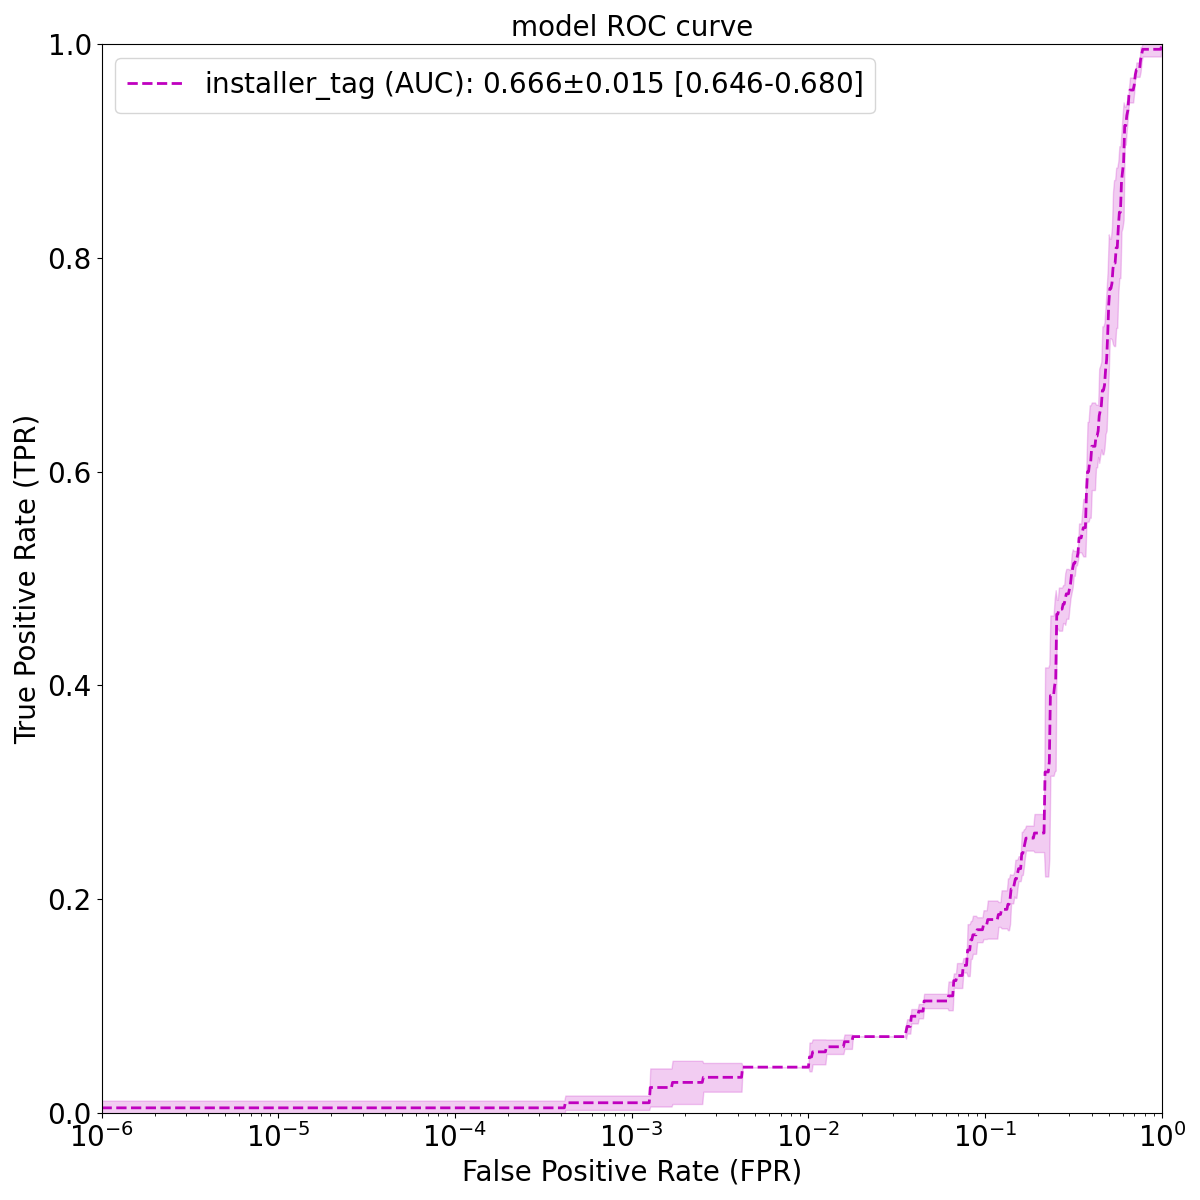 model ROC curve
installer_tag (AUC): 0.666±0.015 [0.646-0.680]
True Positive Rate (TPR)
1.0
0.8
0.6
0.4
0.2
0.0
10⁻⁶ 10⁻⁵ 10⁻⁴ 10⁻³ 10⁻² 10⁻¹ 10⁰
False Positive Rate (FPR)